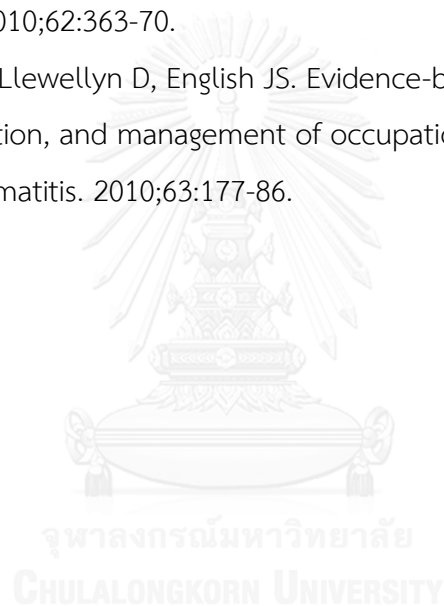 010;62:363-70.
Llewellyn D, English JS. Evidence-b
tion, and management of occupatio
matitis. 2010;63:177-86.
จุฬาลงกรณ์มหาวิทยาลัย
CHULALONGKORN UNIVERSITY